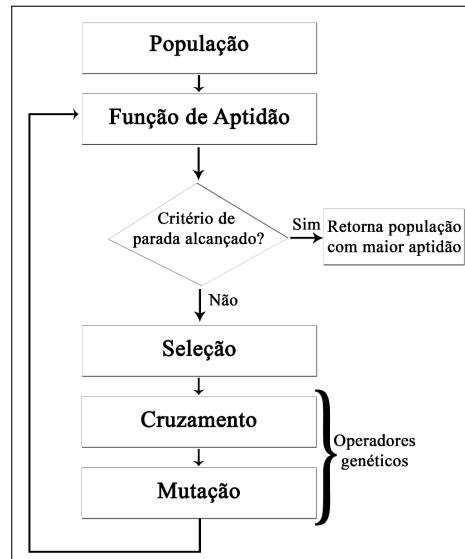 População
Função de Aptidão
Critério de
parada alcançado?
Sim
Retorna população
com maior aptidão
Não
Seleção
Cruzamento
Operadores
genéticos
Mutação